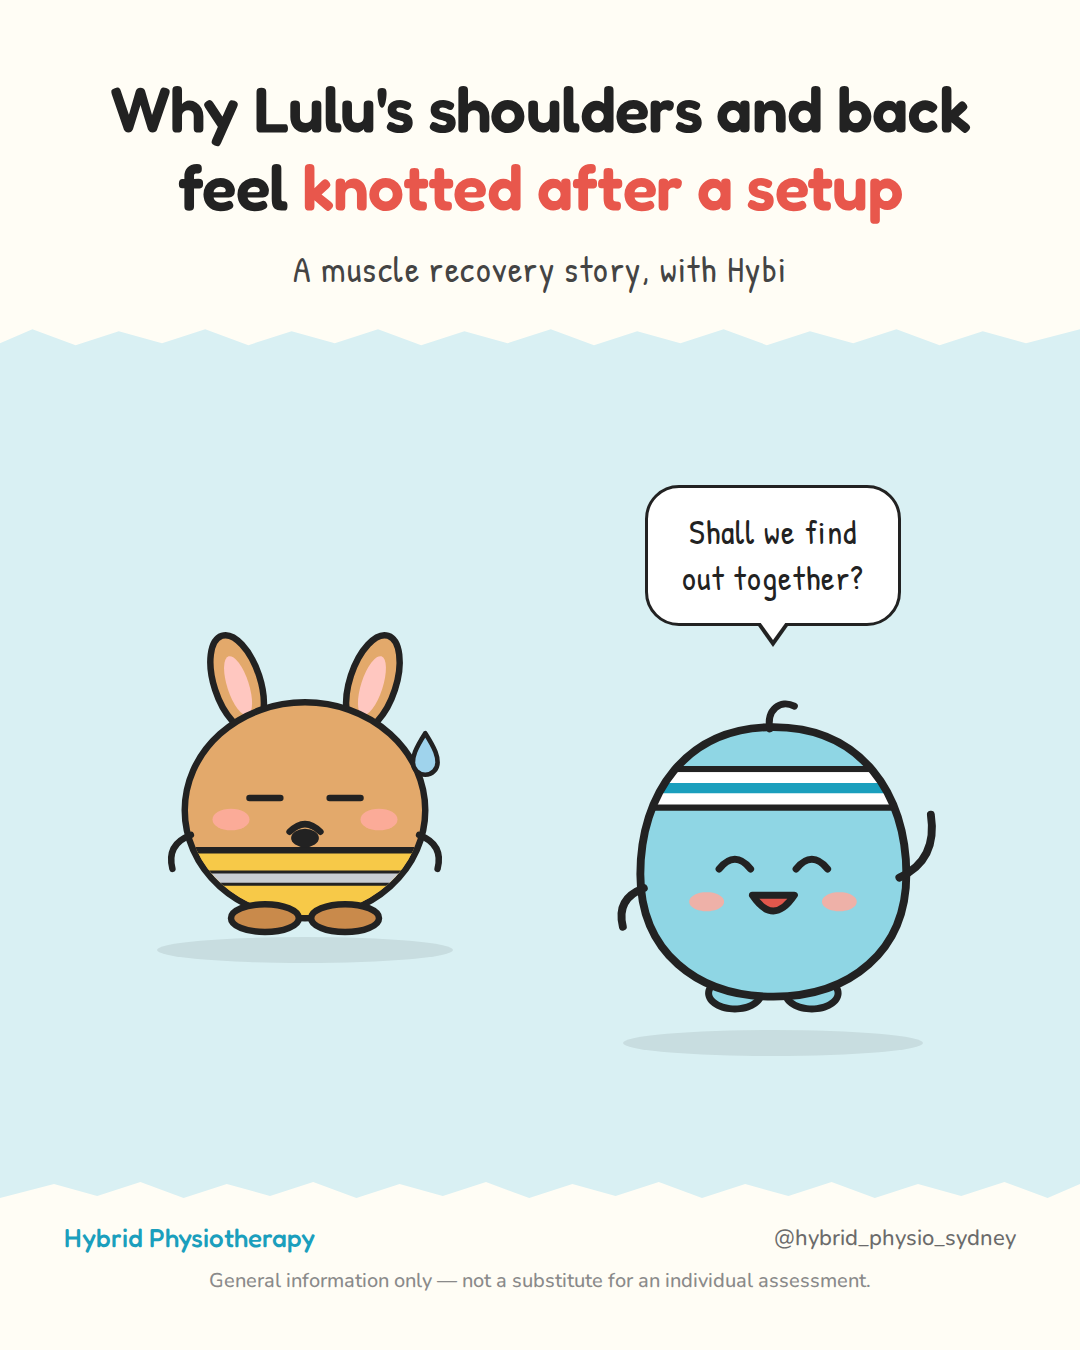 Why Lulu's shoulders and back
feel knotted after a setup
A muscle recovery story, with Hybi
Shall we find
out together?
Hybrid Physiotherapy
@hybrid_physio_sydney
General information only — not a substitute for an individual assessment.